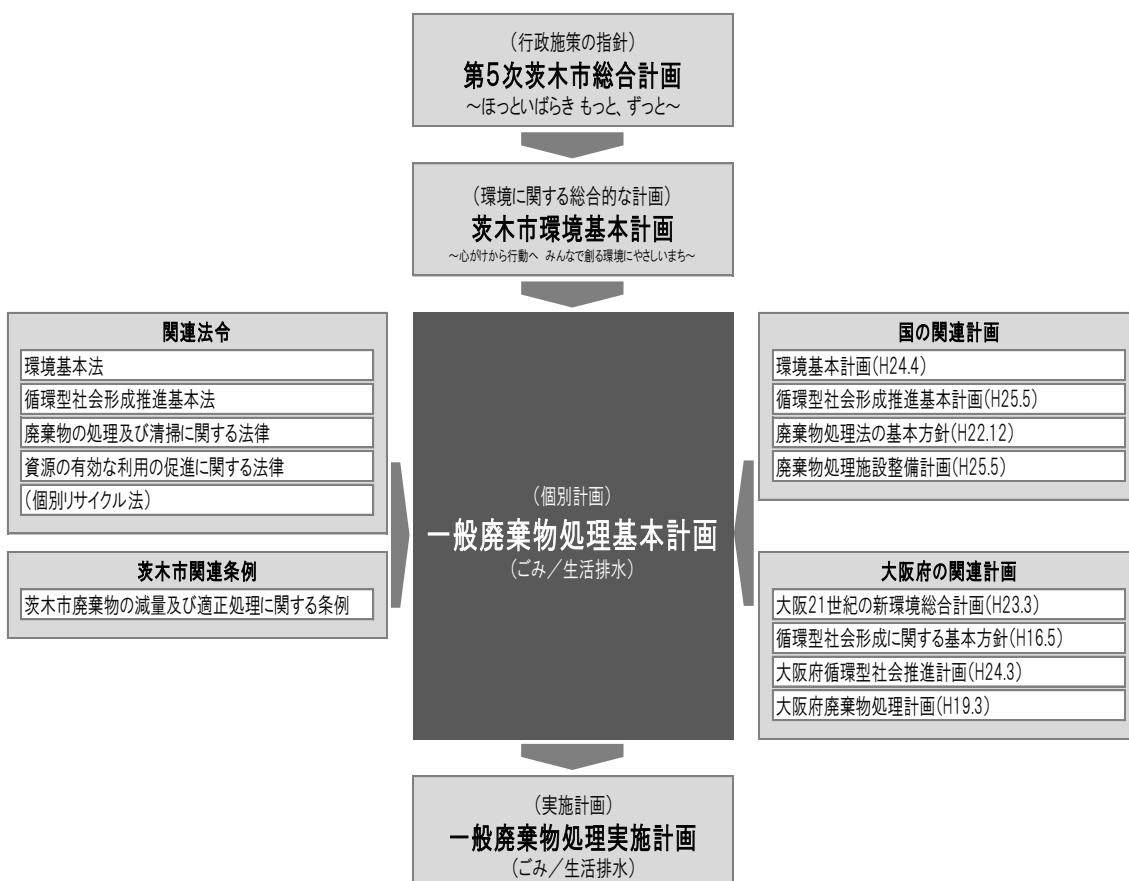 (行政施策の指針)
第5次茨木市総合計画
～ほっといばらき もっと、ずっと～
(環境に関する総合的な計画)
茨木市環境基本計画
～心がけから行動へ みんなで創る環境にやさしいまち～
関連法令
環境基本法
循環型社会形成推進基本法
廃棄物の処理及び清掃に関する法律
資源の有効な利用の促進に関する法律
(個別リサイクル法)
茨木市関連条例
茨木市廃棄物の減量及び適正処理に関する条例
(個別計画)
一般廃棄物処理基本計画
(ごみ／生活排水)
国の関連計画
環境基本計画(H24.4)
循環型社会形成推進基本計画(H25.5)
廃棄物処理法の基本方針(H22.12)
廃棄物処理施設整備計画(H25.5)
大阪府の関連計画
大阪21世紀の新環境総合計画(H23.3)
循環型社会形成に関する基本方針(H16.5)
大阪府循環型社会推進計画(H24.3)
大阪府廃棄物処理計画(H19.3)
(実施計画)
一般廃棄物処理実施計画
(ごみ／生活排水)